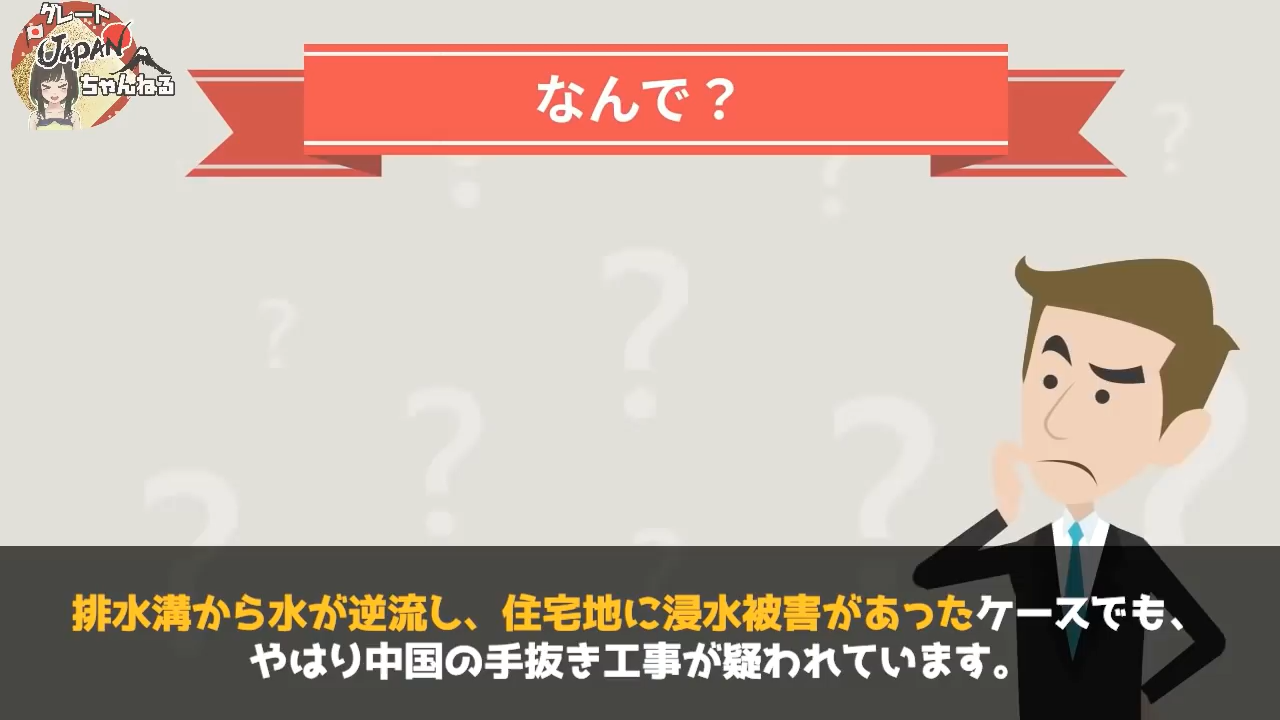 グレート
JAPAN
ちゃんねる
なんで？
排水溝から水が逆流し、住宅地に浸水被害があったケースでも、
やはり中国の手抜き工事が疑われています。